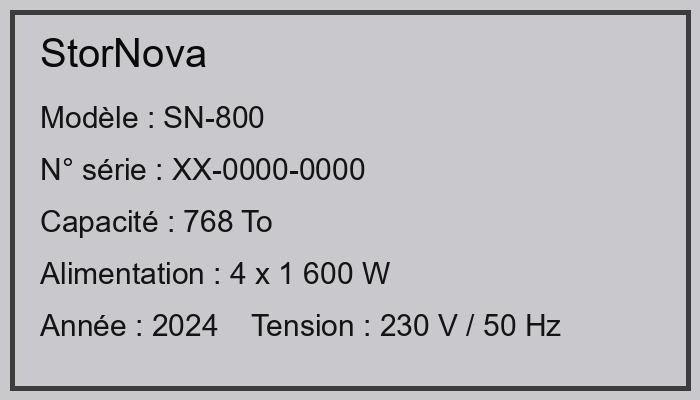 StorNova
Modèle : SN-800
N° série : XX-0000-0000
Capacité : 768 To
Alimentation : 4 x 1 600 W
Année : 2024    Tension : 230 V / 50 Hz